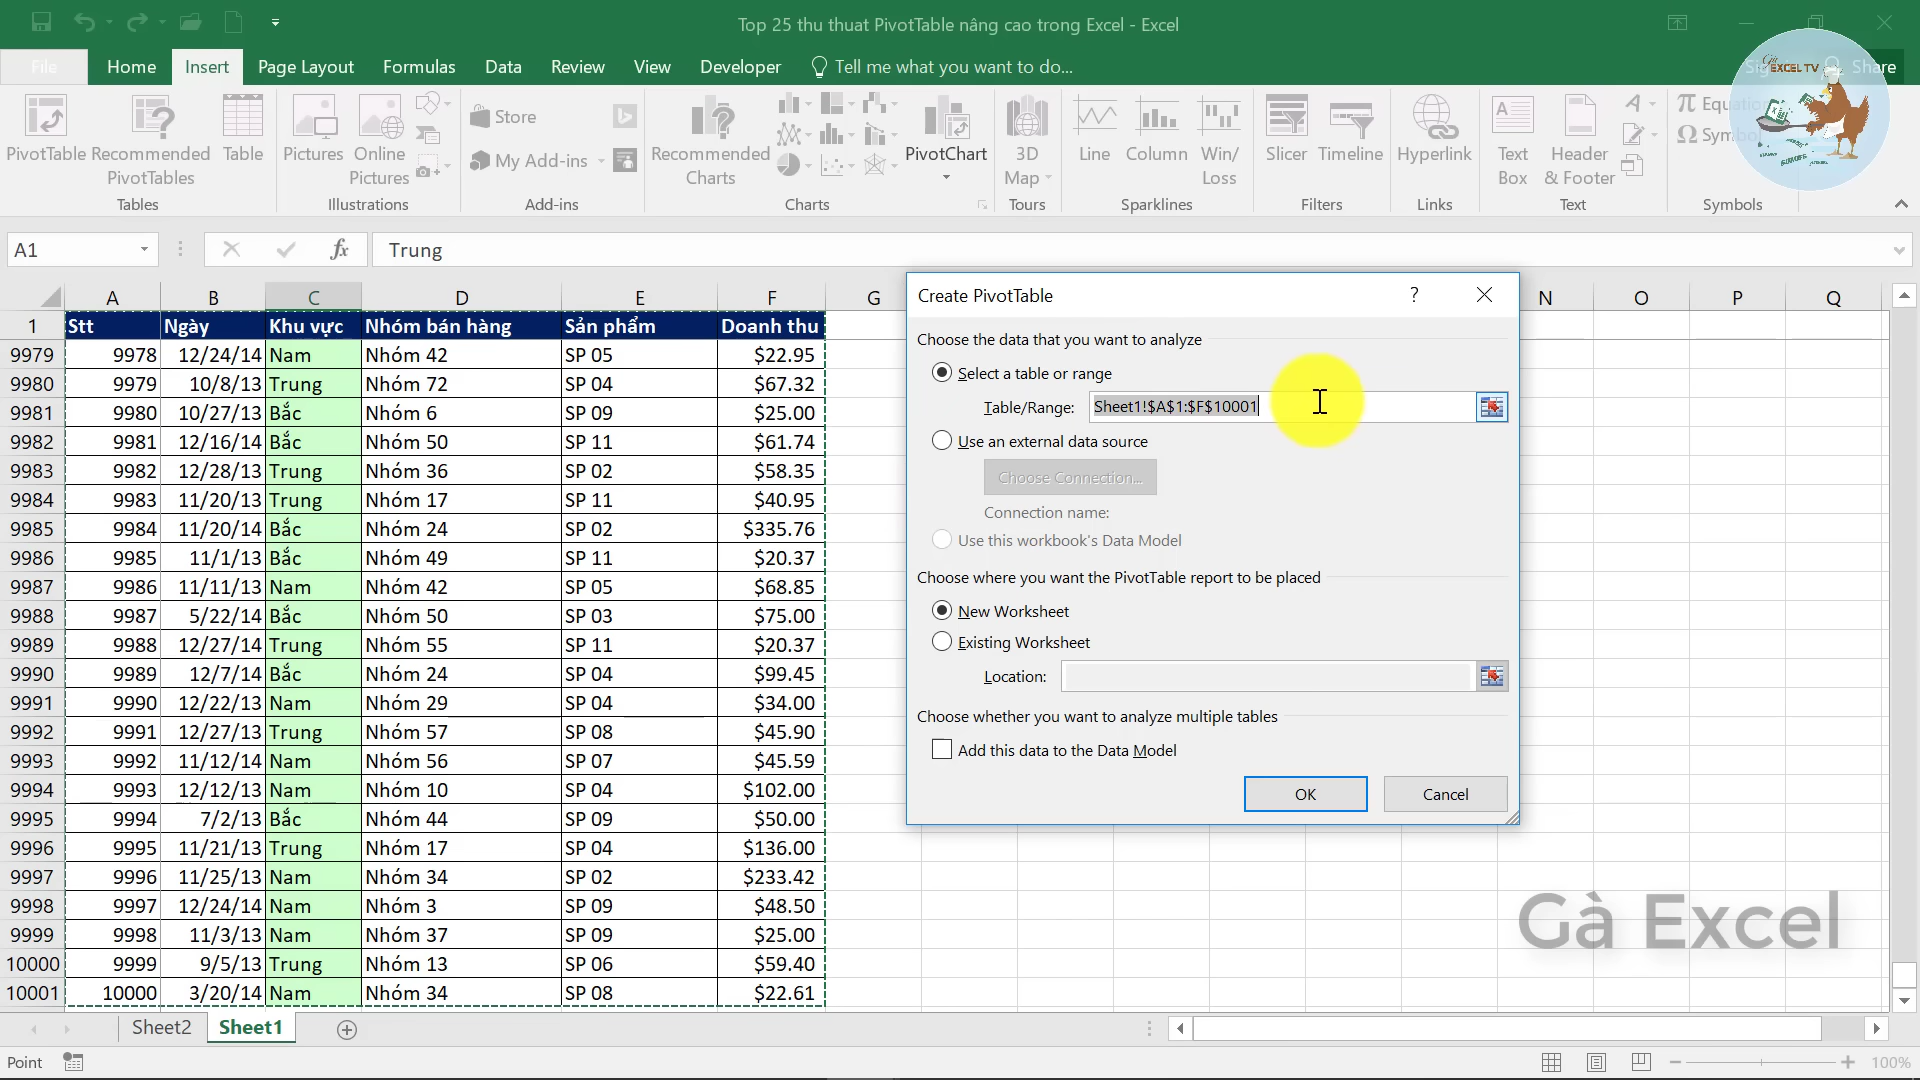 Top 25 thu thuat PivotTable nâng cao trong Excel - Excel
File Home Insert Page Layout Formulas Data Review View Developer Tell me what you want to do... Share
EXCEL TV
PivotTable Recommended PivotTables Table Pictures Online Pictures Store My Add-ins Recommended Charts PivotChart 3D Map Line Column Win/ Loss Slicer Timeline Hyperlink Text Box Header & Footer
Tables Illustrations Add-ins Charts Tours Sparklines Filters Links Text Symbols
A1 fx Trung
A B C D E F G N O P Q
1 Stt Ngày Khu vực Nhóm bán hàng Sản phẩm Doanh thu
9979 9978 12/24/14 Nam Nhóm 42 SP 05 $22.95
9980 9979 10/8/13 Trung Nhóm 72 SP 04 $67.32
9981 9980 10/27/13 Bắc Nhóm 6 SP 09 $25.00
9982 9981 12/16/14 Bắc Nhóm 50 SP 11 $61.74
9983 9982 12/28/13 Trung Nhóm 36 SP 02 $58.35
9984 9983 11/20/13 Trung Nhóm 17 SP 11 $40.95
9985 9984 11/20/14 Bắc Nhóm 24 SP 02 $335.76
9986 9985 11/1/13 Bắc Nhóm 49 SP 11 $20.37
9987 9986 11/11/13 Nam Nhóm 42 SP 05 $68.85
9988 9987 5/22/14 Bắc Nhóm 50 SP 03 $75.00
9989 9988 12/27/14 Trung Nhóm 55 SP 11 $20.37
9990 9989 12/7/14 Bắc Nhóm 24 SP 04 $99.45
9991 9990 12/22/13 Nam Nhóm 29 SP 04 $34.00
9992 9991 12/27/13 Trung Nhóm 57 SP 08 $45.90
9993 9992 11/12/14 Nam Nhóm 56 SP 07 $45.59
9994 9993 12/12/13 Nam Nhóm 10 SP 04 $102.00
9995 9994 7/2/13 Bắc Nhóm 44 SP 09 $50.00
9996 9995 11/21/13 Trung Nhóm 17 SP 04 $136.00
9997 9996 11/25/13 Nam Nhóm 34 SP 02 $233.42
9998 9997 12/24/14 Nam Nhóm 3 SP 09 $48.50
9999 9998 11/3/13 Nam Nhóm 37 SP 09 $25.00
10000 9999 9/5/13 Trung Nhóm 13 SP 06 $59.40
10001 10000 3/20/14 Nam Nhóm 34 SP 08 $22.61
Create PivotTable ?
Choose the data that you want to analyze
Select a table or range
Table/Range: Sheet1!$A$1:$F$10001
Use an external data source
Choose Connection...
Connection name:
Use this workbook's Data Model
Choose where you want the PivotTable report to be placed
New Worksheet
Existing Worksheet
Location:
Choose whether you want to analyze multiple tables
Add this data to the Data Model
OK Cancel
Gà Excel
Sheet2 Sheet1
Point 100%